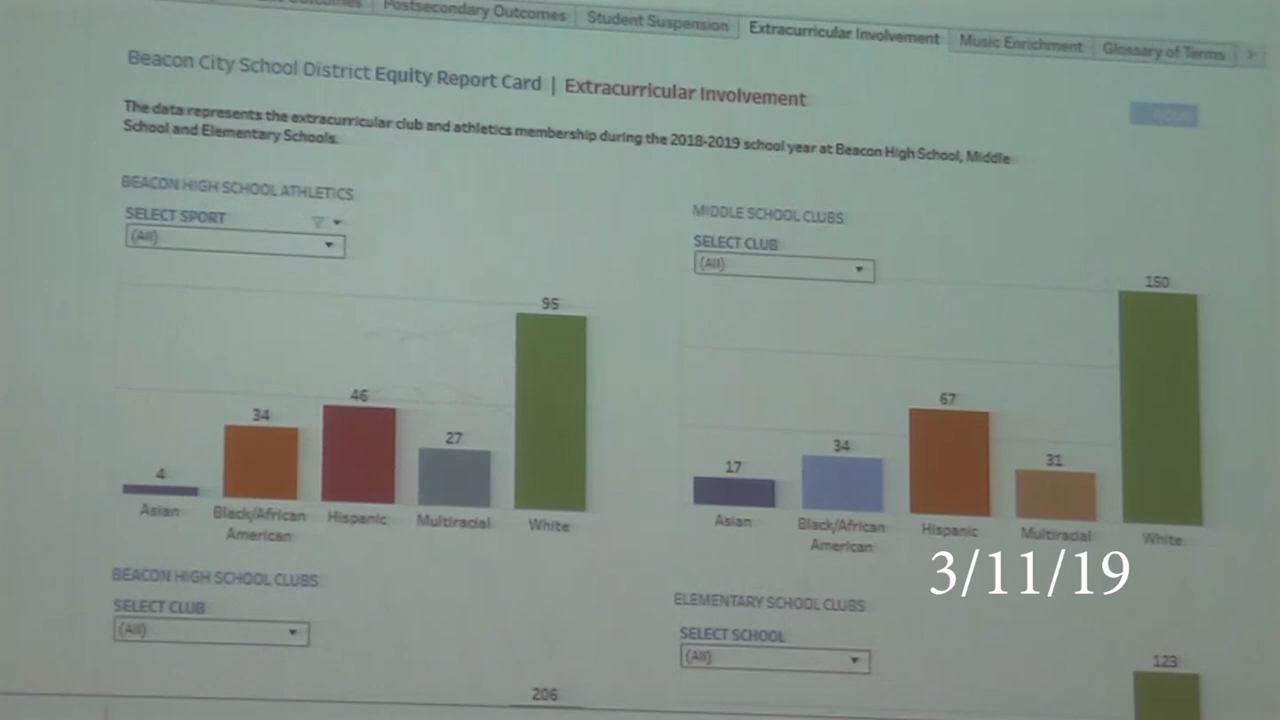 Outcomes
Postsecondary Outcomes
Student Suspension
Extracurricular Involvement
Music Enrichment
Glossary of Terms
>
Beacon City School District Equity Report Card | Extracurricular Involvement
The data represents the extracurricular club and athletics membership during the 2018-2019 school year at Beacon High School, Middle
School and Elementary Schools.
BEACON HIGH SCHOOL ATHLETICS
SELECT SPORT
(All)
95
46
34
27
4
Asian
Black/African
American
Hispanic
Multiracial
White
MIDDLE SCHOOL CLUBS
SELECT CLUB
(All)
150
67
34
31
17
Asian
Black/African
American
Hispanic
Multiracial
White
3/11/19
BEACON HIGH SCHOOL CLUBS
SELECT CLUB
(All)
206
ELEMENTARY SCHOOL CLUBS
SELECT SCHOOL
(All)
123